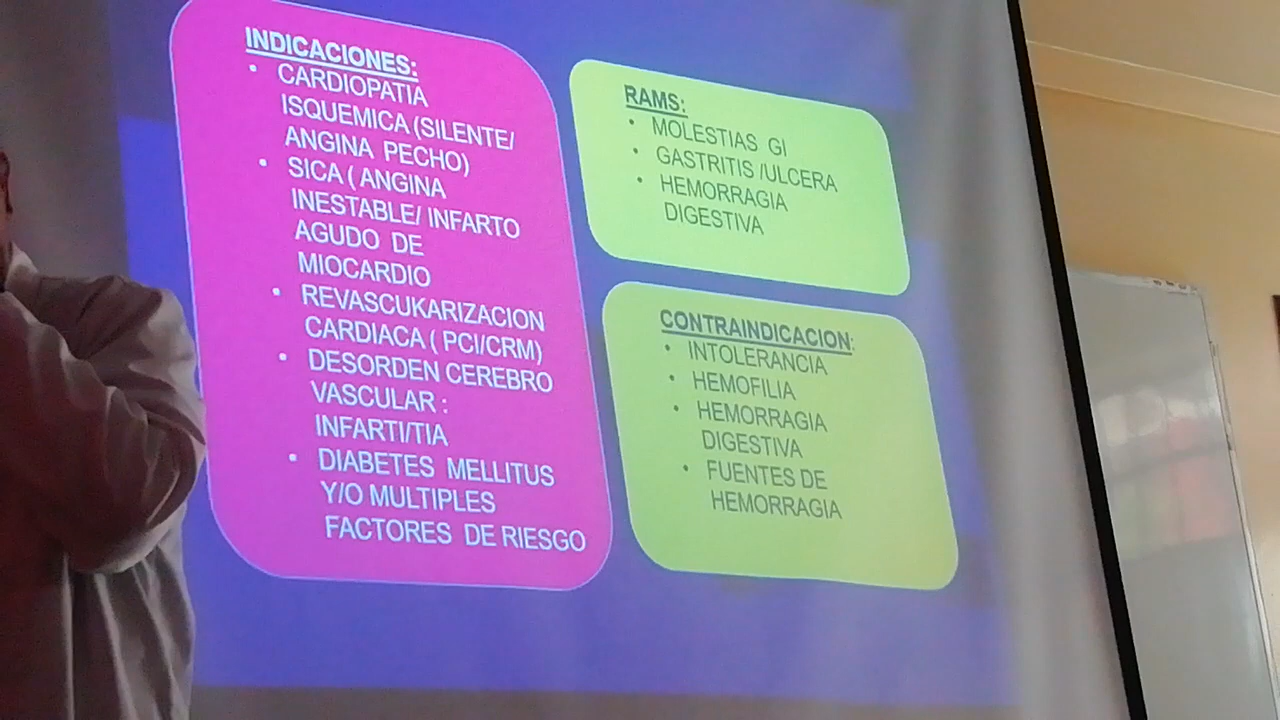 INDICACIONES:
• CARDIOPATIA
ISQUEMICA (SILENTE/
ANGINA PECHO)
• SICA ( ANGINA
INESTABLE/ INFARTO
AGUDO DE
MIOCARDIO
• REVASCUKARIZACION
CARDIACA ( PCI/CRM)
• DESORDEN CEREBRO
VASCULAR :
INFARTI/TIA
• DIABETES MELLITUS
Y/O MULTIPLES
FACTORES DE RIESGO
RAMS:
• MOLESTIAS GI
• GASTRITIS /ULCERA
• HEMORRAGIA
DIGESTIVA
CONTRAINDICACION:
• INTOLERANCIA
• HEMOFILIA
• HEMORRAGIA
DIGESTIVA
• FUENTES DE
HEMORRAGIA